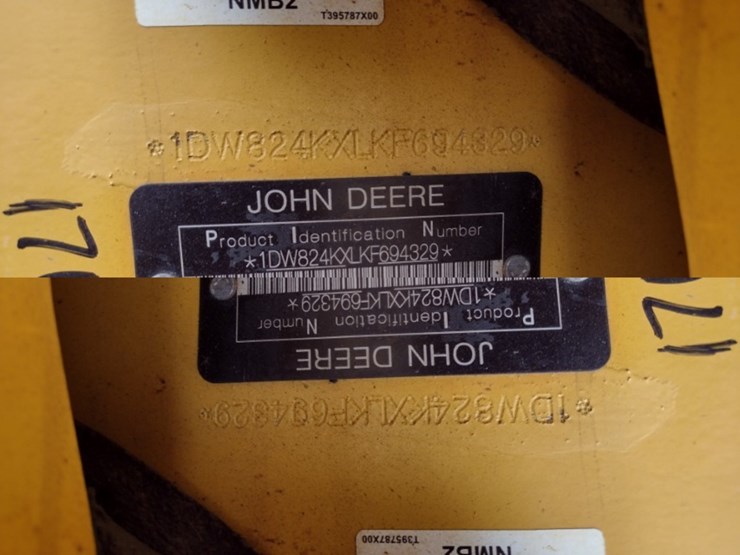 NMB2
T395787X00
*1DW824KXLKF694329*
JOHN DEERE
Product Identification Number
*1DW824KXLKF694329*
*1DW824KXLKF694329*
Product Identification Number
JOHN DEERE
*1DW824KXLKF694329*
T395787X00
NMB2